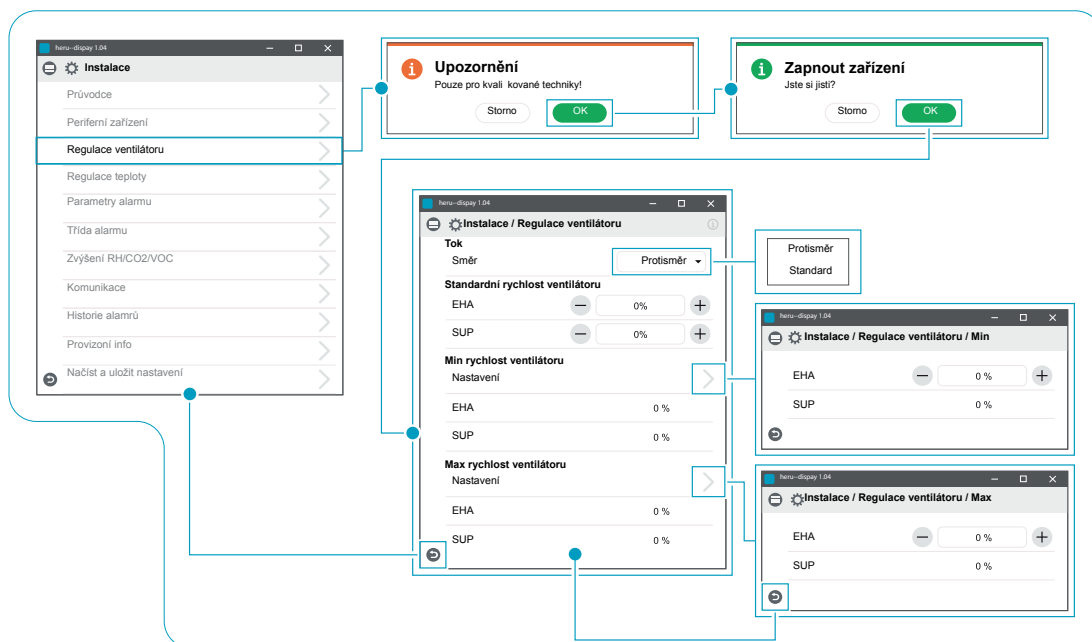 heru-dispay 1.04
Instalace
Průvodce
Periferní zařízení
Regulace ventilátoru
Regulace teploty
Parametry alarmu
Třída alarmu
Zvýšení RH/CO2/VOC
Komunikace
Historie alamrů
Provizoní info
Načíst a uložit nastavení
Upozornění
Pouze pro kvali kované techniky!
Storno OK
Zapnout zařízení
Jste si jisti?
Storno OK
heru-dispay 1.04
Instalace / Regulace ventilátoru
Tok
Směr Protisměr
Standardní rychlost ventilátoru
EHA 0%
SUP 0%
Min rychlost ventilátoru
Nastavení
EHA 0 %
SUP 0 %
Max rychlost ventilátoru
Nastavení
EHA 0 %
SUP 0 %
Protisměr
Standard
heru-dispay 1.04
Instalace / Regulace ventilátoru / Min
EHA 0 %
SUP 0 %
heru-dispay 1.04
Instalace / Regulace ventilátoru / Max
EHA 0 %
SUP 0 %